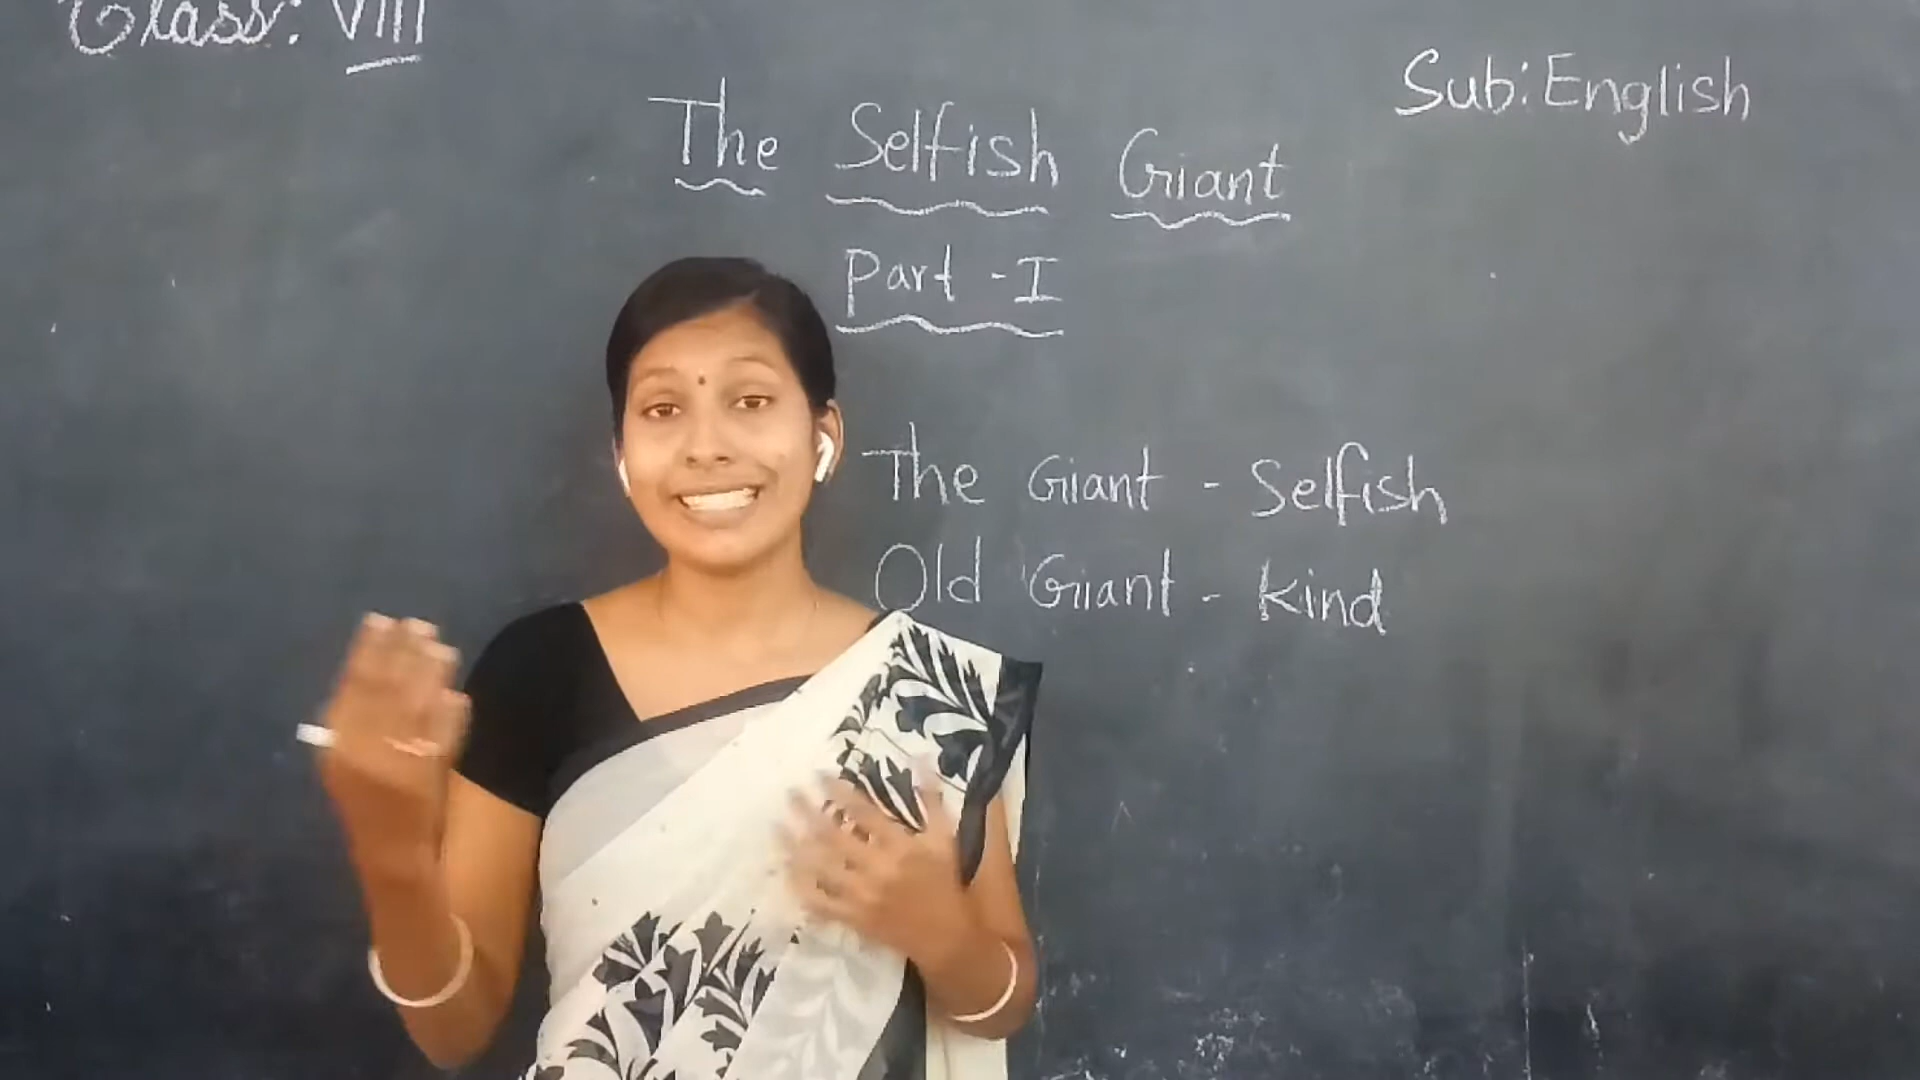 Class: VIII
Sub: English
The Selfish Giant
Part - I
The Giant - Selfish
Old Giant - Kind